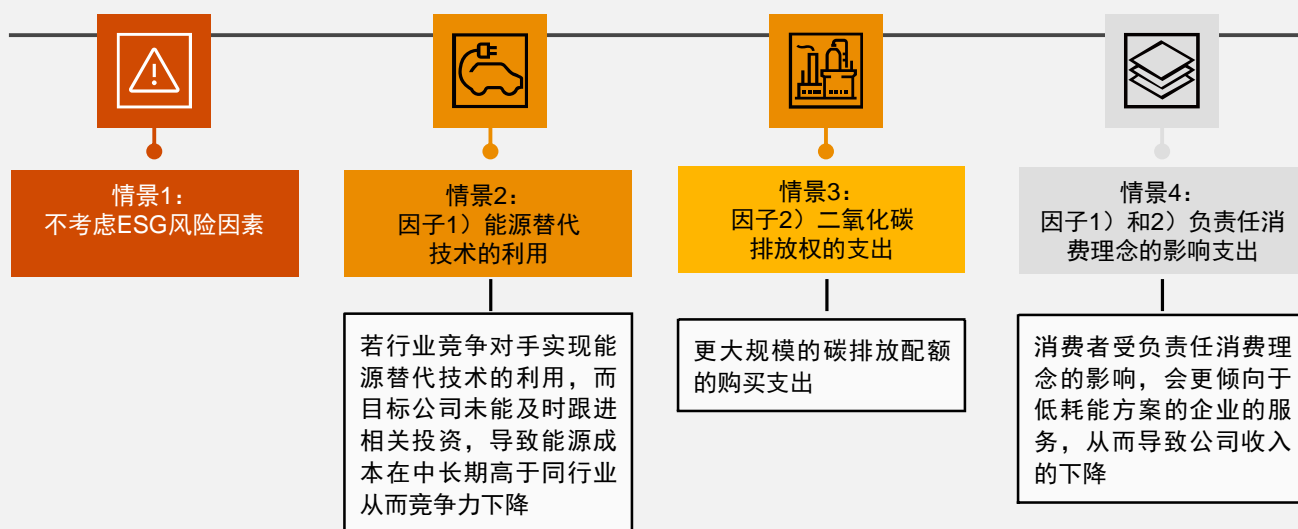 情景1：
不考虑ESG风险因素
情景2：
因子1）能源替代
技术的利用
情景3：
因子2）二氧化碳
排放权的支出
情景4：
因子1）和2）负责任消
费理念的影响支出
若行业竞争对手实现能
源替代技术的利用，而
目标公司未能及时跟进
相关投资，导致能源成
本在中长期高于同行业
从而竞争力下降
更大规模的碳排放配额
的购买支出
消费者受负责任消费理
念的影响，会更倾向于
低耗能方案的企业的服
务，从而导致公司收入
的下降